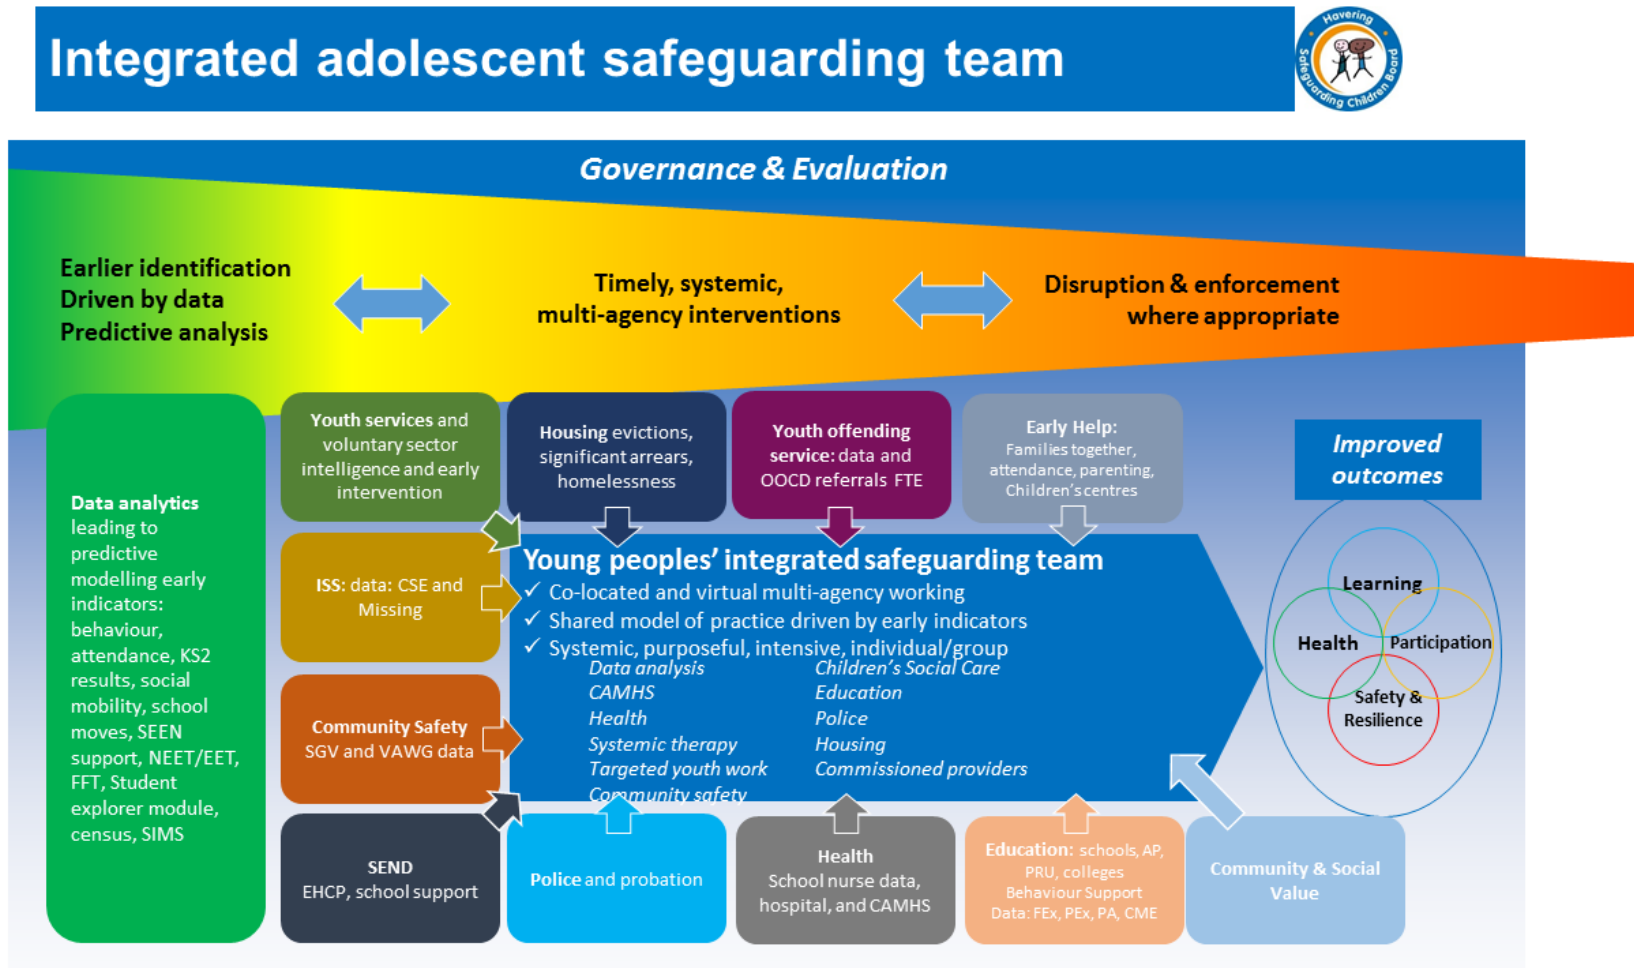 Integrated adolescent safeguarding team
Havering
Safeguarding Children Board
Governance & Evaluation
Earlier identification
Driven by data
Predictive analysis
Timely, systemic,
multi-agency interventions
Disruption & enforcement
where appropriate
Data analytics
leading to
predictive
modelling early
indicators:
behaviour,
attendance, KS2
results, social
mobility, school
moves, SEEN
support, NEET/EET,
FFT, Student
explorer module,
census, SIMS
Youth services and
voluntary sector
intelligence and early
intervention
Housing evictions,
significant arrears,
homelessness
Youth offending
service: data and
OOCD referrals FTE
Early Help:
Families together,
attendance, parenting,
Children's centres
ISS: data: CSE and
Missing
Community Safety
SGV and VAWG data
SEND
EHCP, school support
Young peoples’ integrated safeguarding team
✓ Co-located and virtual multi-agency working
✓ Shared model of practice driven by early indicators
✓ Systemic, purposeful, intensive, individual/group
Data analysis
CAMHS
Health
Systemic therapy
Targeted youth work
Community safety
Children’s Social Care
Education
Police
Housing
Commissioned providers
Police and probation
Health
School nurse data,
hospital, and CAMHS
Education: schools, AP,
PRU, colleges
Behaviour Support
Data: FEx, PEx, PA, CME
Community & Social
Value
Improved
outcomes
Learning
Health
Participation
Safety &
Resilience